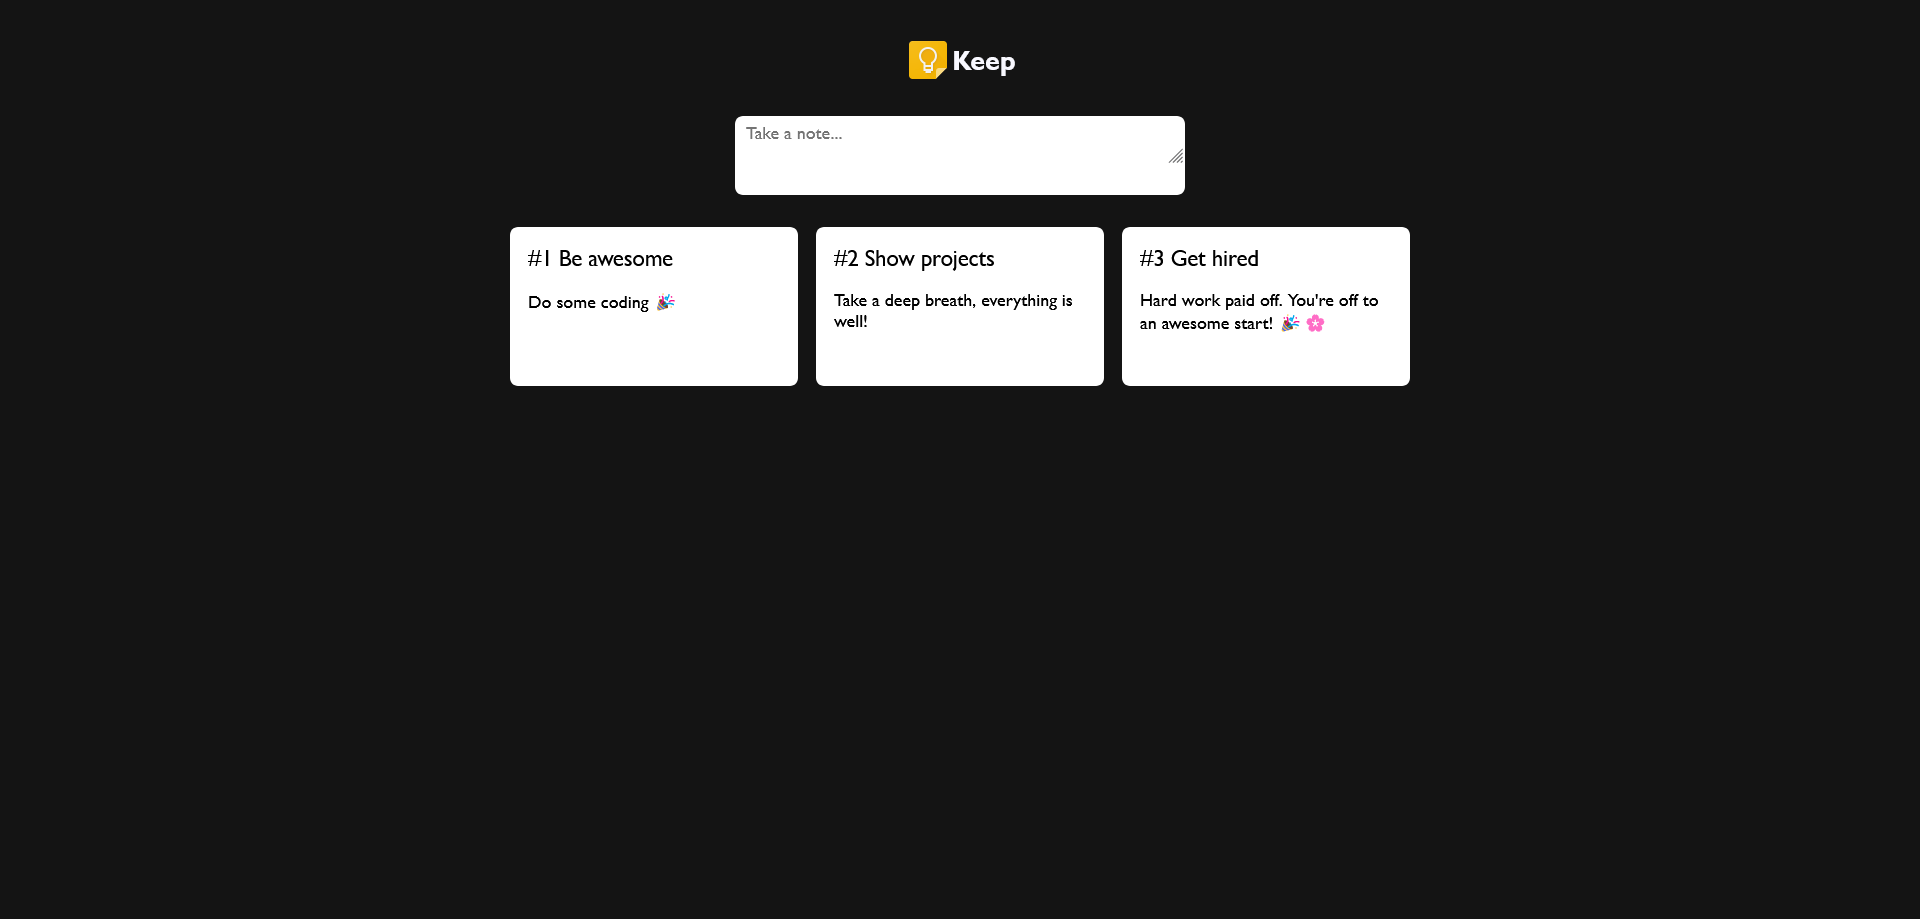 Keep
Take a note...
#1 Be awesome
Do some coding 🎉
#2 Show projects
Take a deep breath, everything is
well!
#3 Get hired
Hard work paid off. You're off to
an awesome start! 🎉 🌸